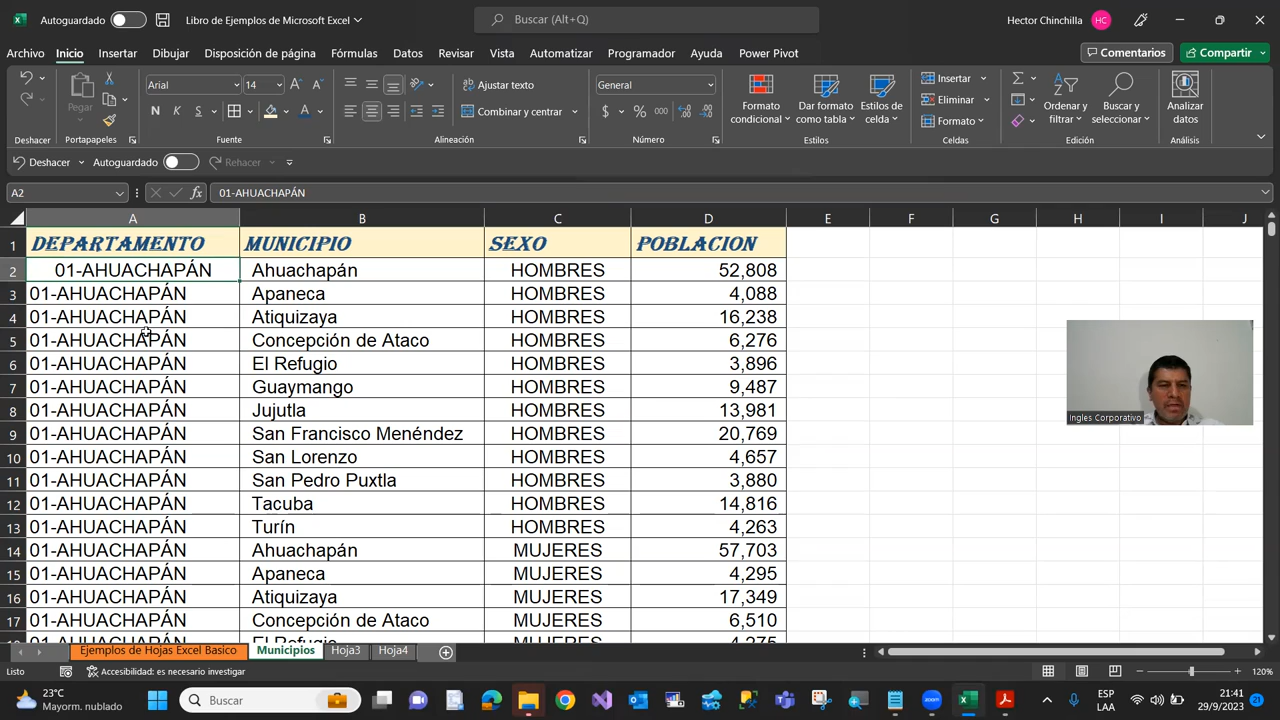 Autoguardado
Libro de Ejemplos de Microsoft Excel
Buscar (Alt+Q)
Hector Chinchilla
HC
Archivo Inicio Insertar Dibujar Disposición de página Fórmulas Datos Revisar Vista Automatizar Programador Ayuda Power Pivot
Comentarios
Compartir
Deshacer
Pegar
Portapapeles
Arial 14
N K S
Fuente
Ajustar texto
Combinar y centrar
Alineación
General
$ % 000
Número
Formato condicional
Dar formato como tabla
Estilos de celda
Estilos
Insertar
Eliminar
Formato
Celdas
Ordenar y filtrar
Buscar y seleccionar
Edición
Analizar datos
Análisis
Deshacer Autoguardado Rehacer
A2 fx 01-AHUACHAPÁN
A B C D E F G H I J
1 DEPARTAMENTO MUNICIPIO SEXO POBLACION
2 01-AHUACHAPÁN Ahuachapán HOMBRES 52,808
3 01-AHUACHAPÁN Apaneca HOMBRES 4,088
4 01-AHUACHAPÁN Atiquizaya HOMBRES 16,238
5 01-AHUACHAPÁN Concepción de Ataco HOMBRES 6,276
6 01-AHUACHAPÁN El Refugio HOMBRES 3,896
7 01-AHUACHAPÁN Guaymango HOMBRES 9,487
8 01-AHUACHAPÁN Jujutla HOMBRES 13,981
9 01-AHUACHAPÁN San Francisco Menéndez HOMBRES 20,769
10 01-AHUACHAPÁN San Lorenzo HOMBRES 4,657
11 01-AHUACHAPÁN San Pedro Puxtla HOMBRES 3,880
12 01-AHUACHAPÁN Tacuba HOMBRES 14,816
13 01-AHUACHAPÁN Turín HOMBRES 4,263
14 01-AHUACHAPÁN Ahuachapán MUJERES 57,703
15 01-AHUACHAPÁN Apaneca MUJERES 4,295
16 01-AHUACHAPÁN Atiquizaya MUJERES 17,349
17 01-AHUACHAPÁN Concepción de Ataco MUJERES 6,510
01-AHUACHAPÁN El Refugio MUJERES 4,275
Ingles Corporativo
Ejemplos de Hojas Excel Basico Municipios Hoja3 Hoja4
Listo Accesibilidad: es necesario investigar 120%
23°C
Mayorm. nublado
Buscar
ESP
LAA
21:41
29/9/2023